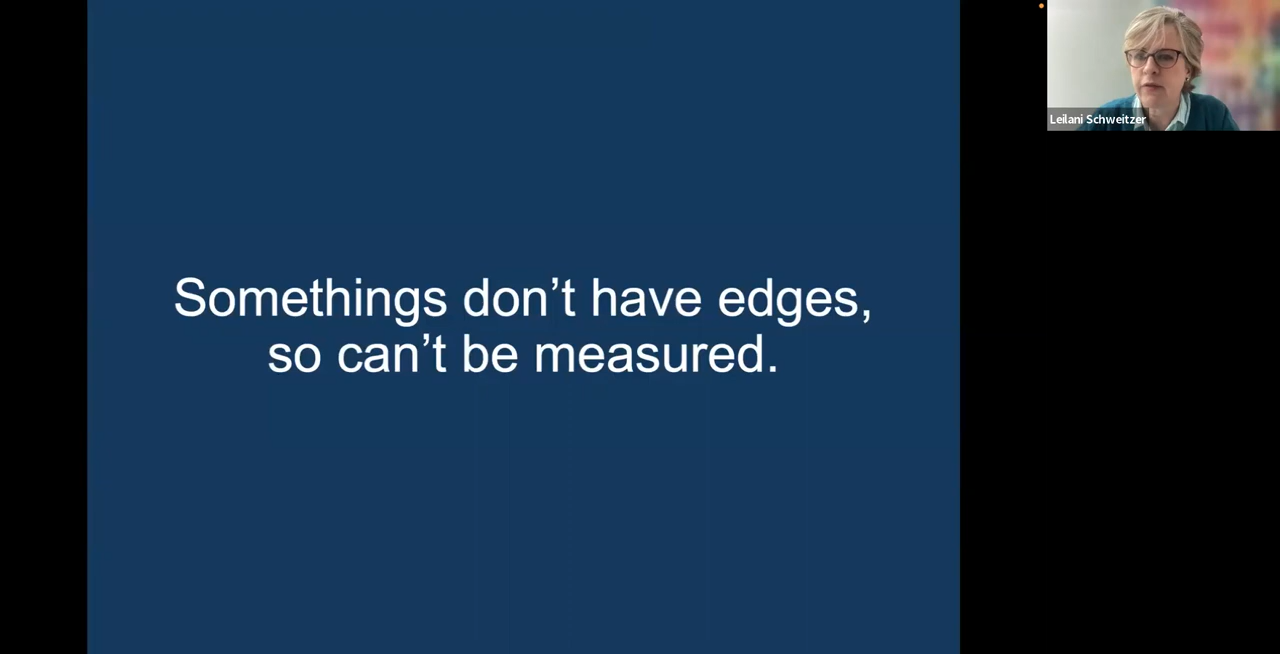 Somethings don’t have edges,
so can’t be measured.
Leilani Schweitzer